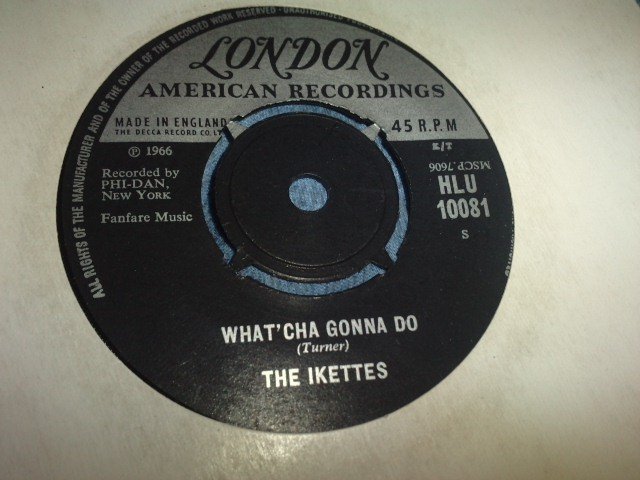 ALL RIGHTS OF THE MANUFACTURER AND OF THE OWNER OF THE RECORDED WORK RESERVED
LONDON
AMERICAN RECORDINGS
MADE IN ENGLAND
THE DECCA RECORD CO. LTD
45 R.P.M
K/T
℗ 1966
MSCP. 7606
Recorded by
PHI-DAN,
NEW YORK
HLU
10081
Fanfare Music
S
WHAT'CHA GONNA DO
(Turner)
THE IKETTES